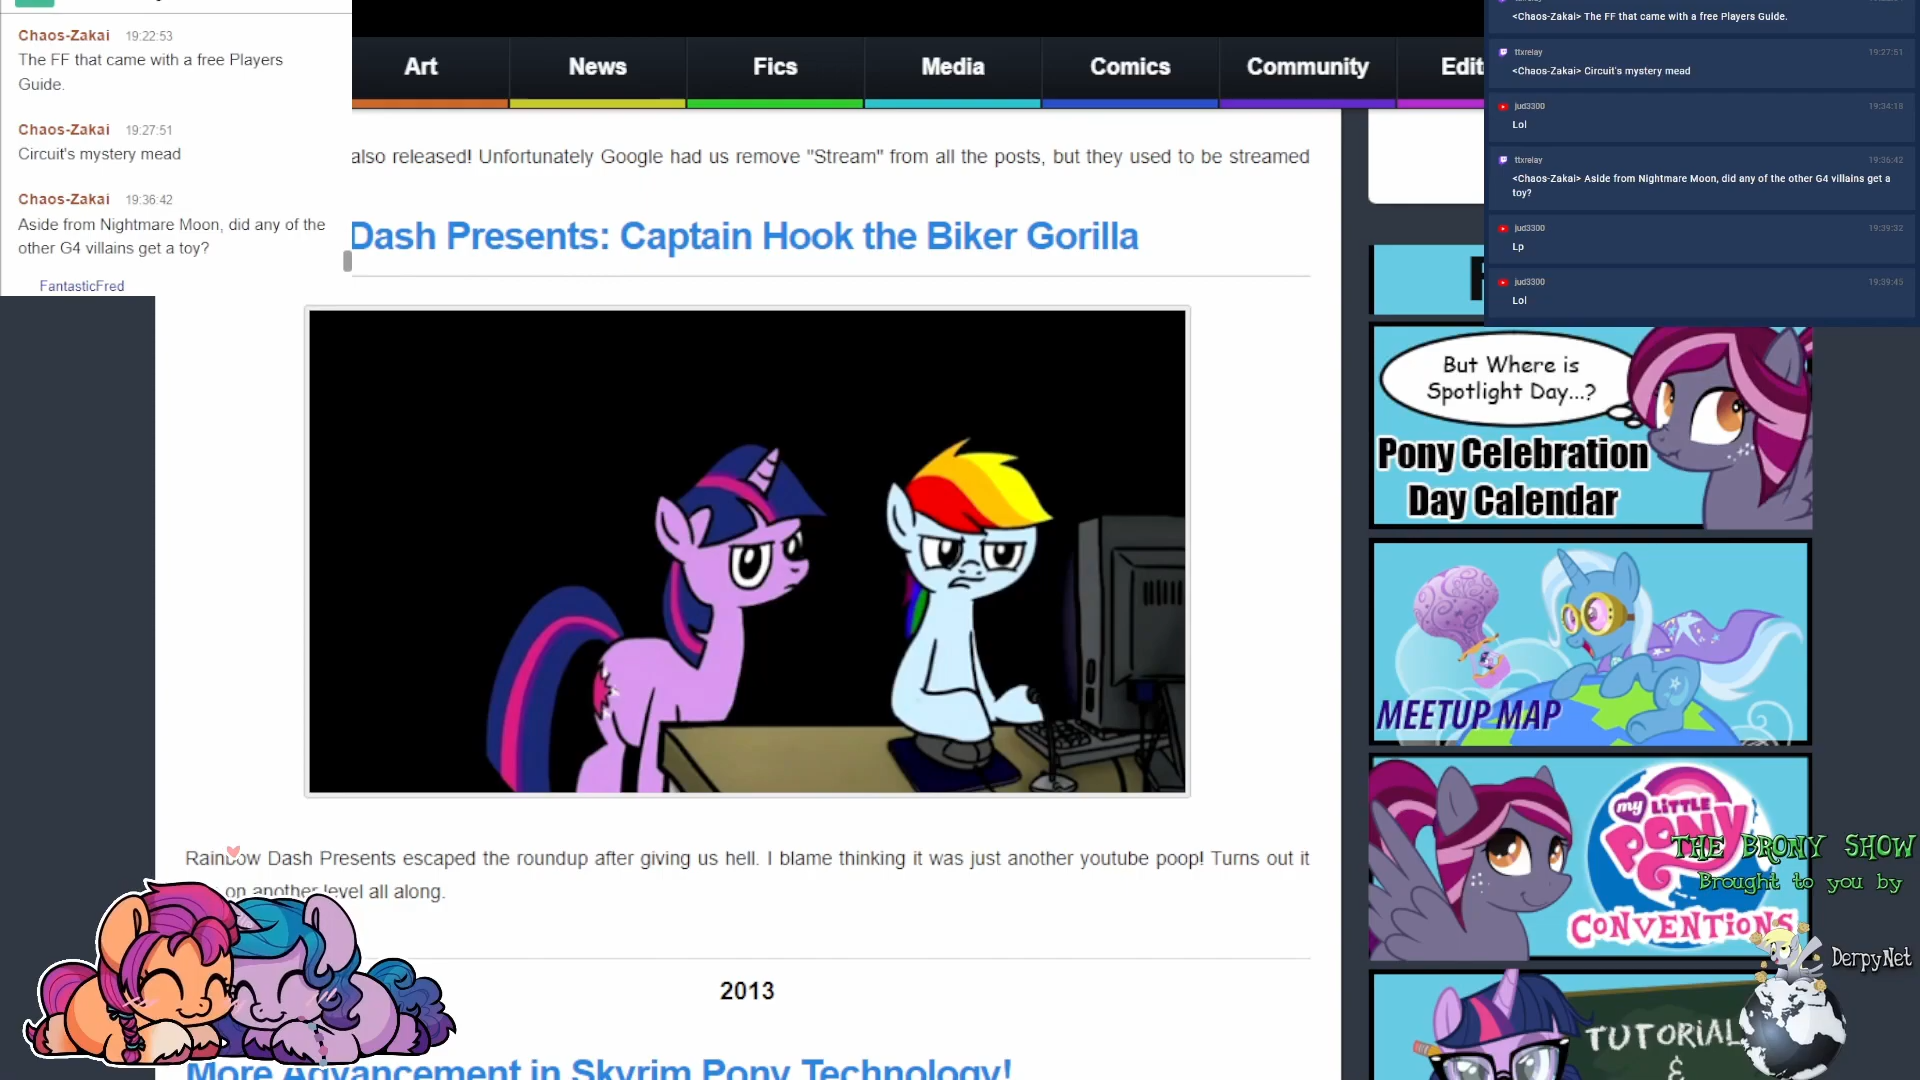 Chaos-Zakai 19:22:53
The FF that came with a free Players
Guide.
Chaos-Zakai 19:27:51
Circuit's mystery mead
Chaos-Zakai 19:36:42
Aside from Nightmare Moon, did any of the
other G4 villains get a toy?
FantasticFred
Art
News
Fics
Media
Comics
Community
Edit
also released! Unfortunately Google had us remove "Stream" from all the posts, but they used to be streamed
Dash Presents: Captain Hook the Biker Gorilla
Rainbow Dash Presents escaped the roundup after giving us hell. I blame thinking it was just another youtube poop! Turns out it
on another level all along.
2013
More Advancement in Skyrim Pony Technology!
<Chaos-Zakai> The FF that came with a free Players Guide.
ttxrelay 19:27:51
<Chaos-Zakai> Circuit's mystery mead
jud3300 19:34:18
Lol
ttxrelay 19:36:42
<Chaos-Zakai> Aside from Nightmare Moon, did any of the other G4 villains get a
toy?
jud3300 19:39:32
Lp
jud3300 19:39:45
Lol
But Where is
Spotlight Day...?
Pony Celebration
Day Calendar
MEETUP MAP
my LITTLE
PONY
CONVENTIONS
THE BRONY SHOW
Brought to you by
DerpyNet
TUTORIAL
&